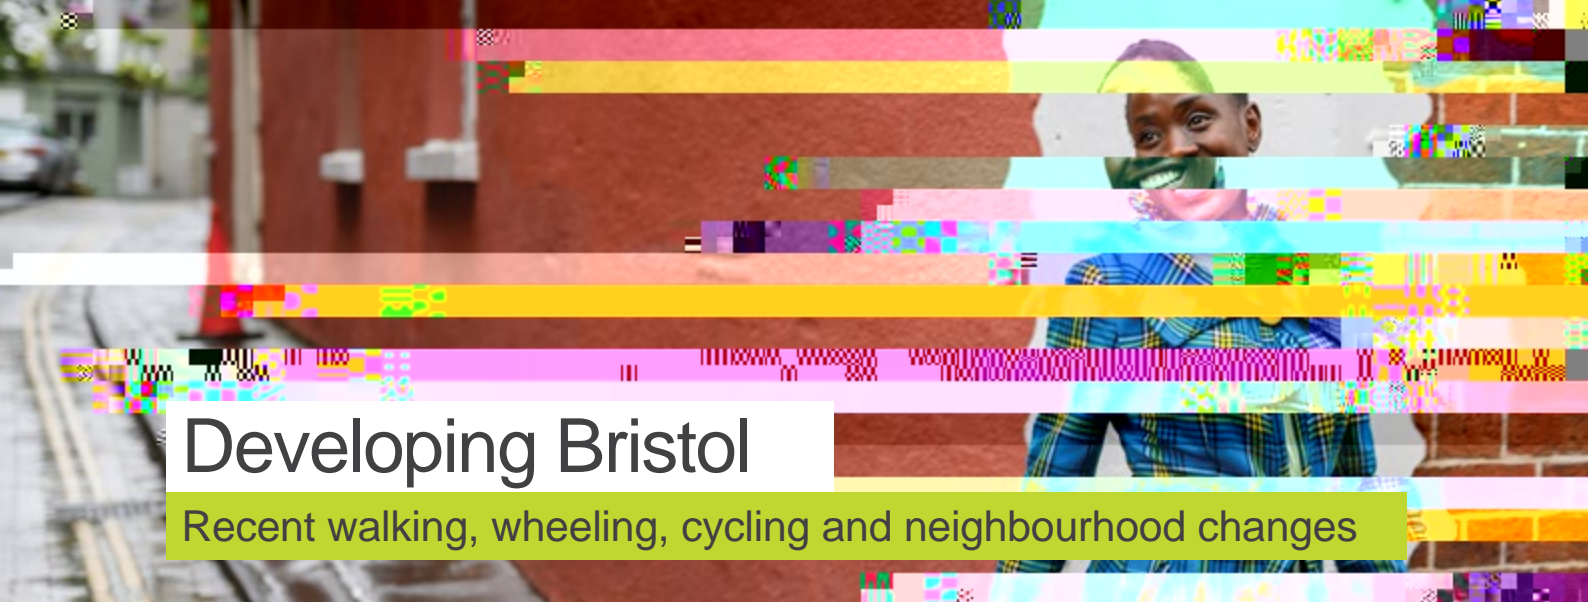 Developing Bristol
Recent walking, wheeling, cycling and neighbourhood changes